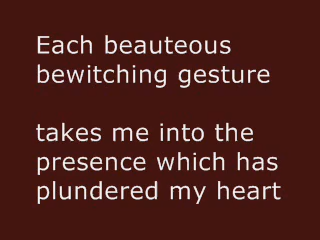 Each beauteous
bewitching gesture
takes me into the
presence which has
plundered my heart